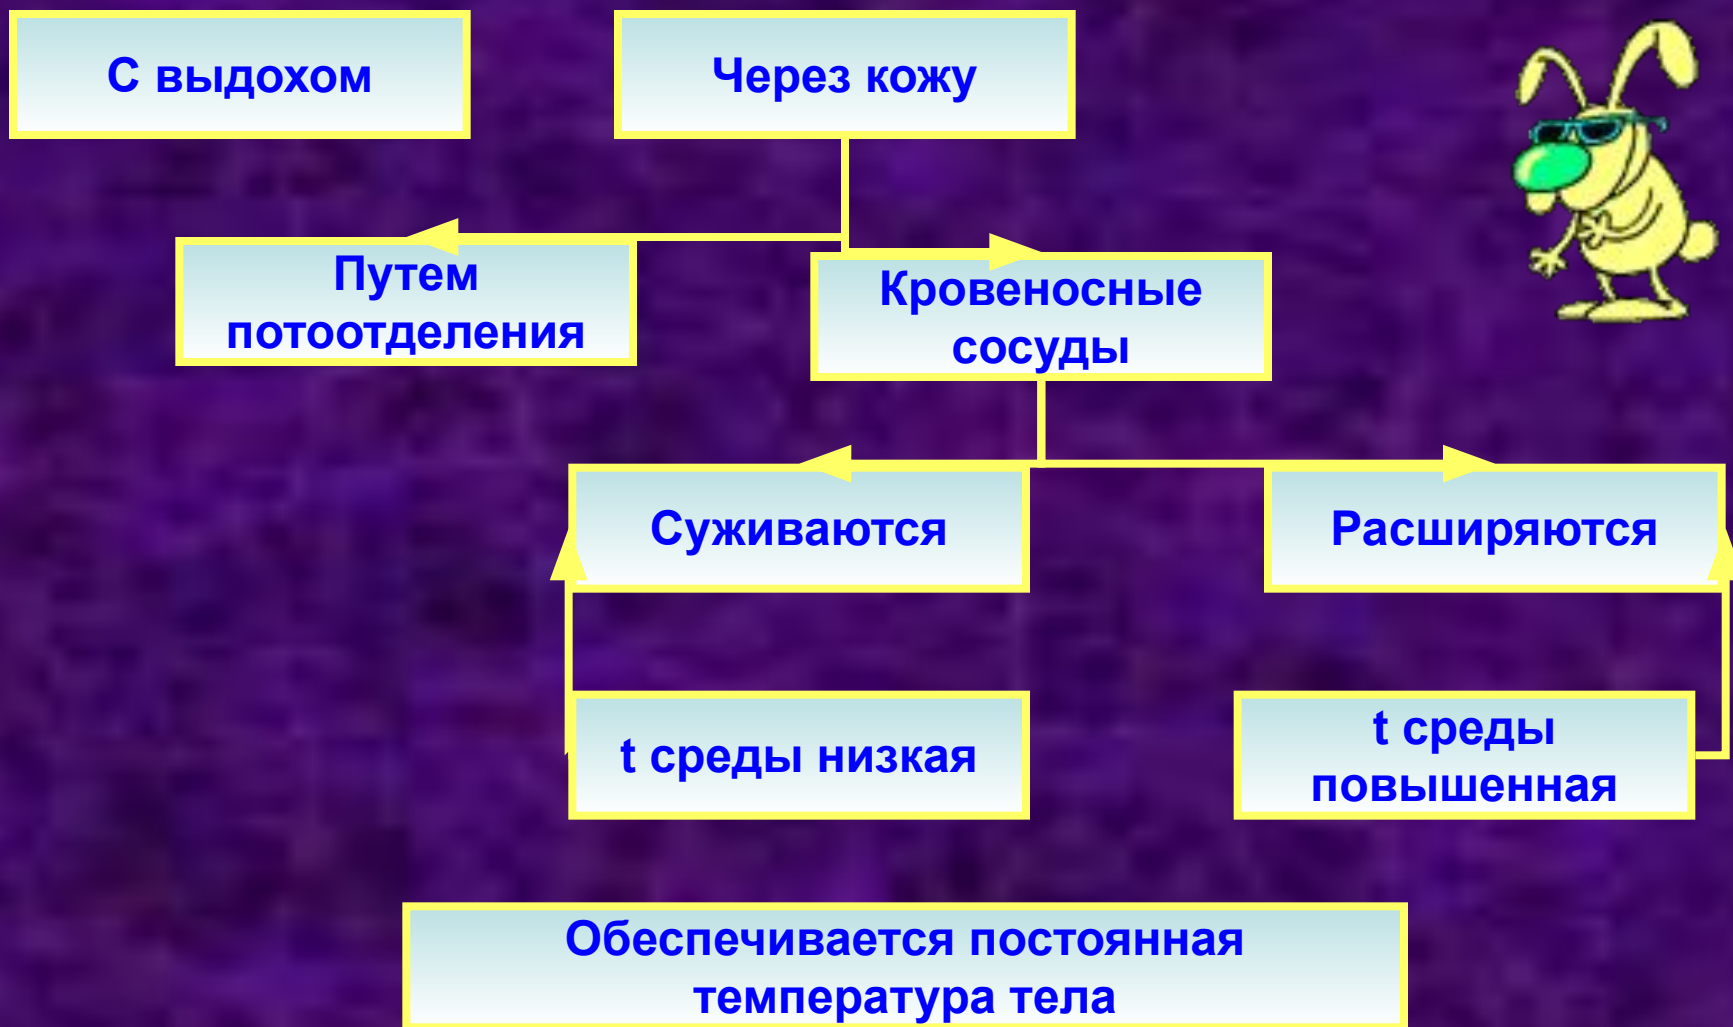 С выдохом
Через кожу
Путем
потоотделения
Кровеносные
сосуды
Суживаются
Расширяются
t среды низкая
t среды
повышенная
Обеспечивается постоянная
температура тела